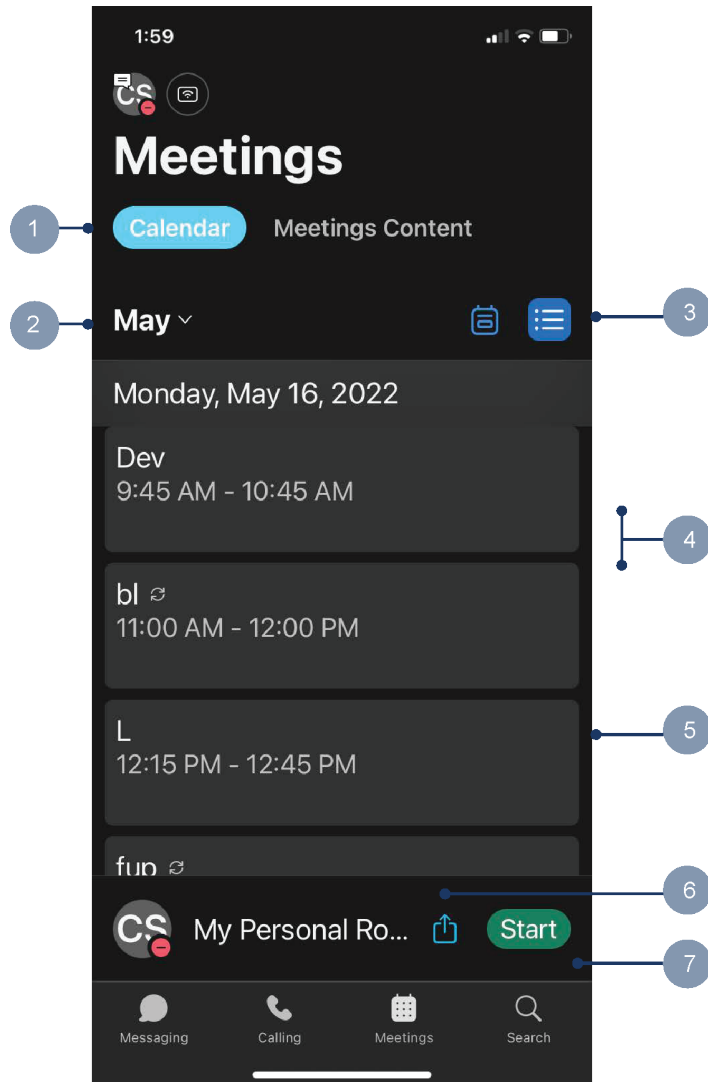 1:59
CS
Meetings
1
Calendar Meetings Content
2
May
3
Monday, May 16, 2022
Dev
9:45 AM - 10:45 AM
4
bl
11:00 AM - 12:00 PM
L
12:15 PM - 12:45 PM
5
fup
6
CS My Personal Ro... Start
7
Messaging Calling Meetings Search